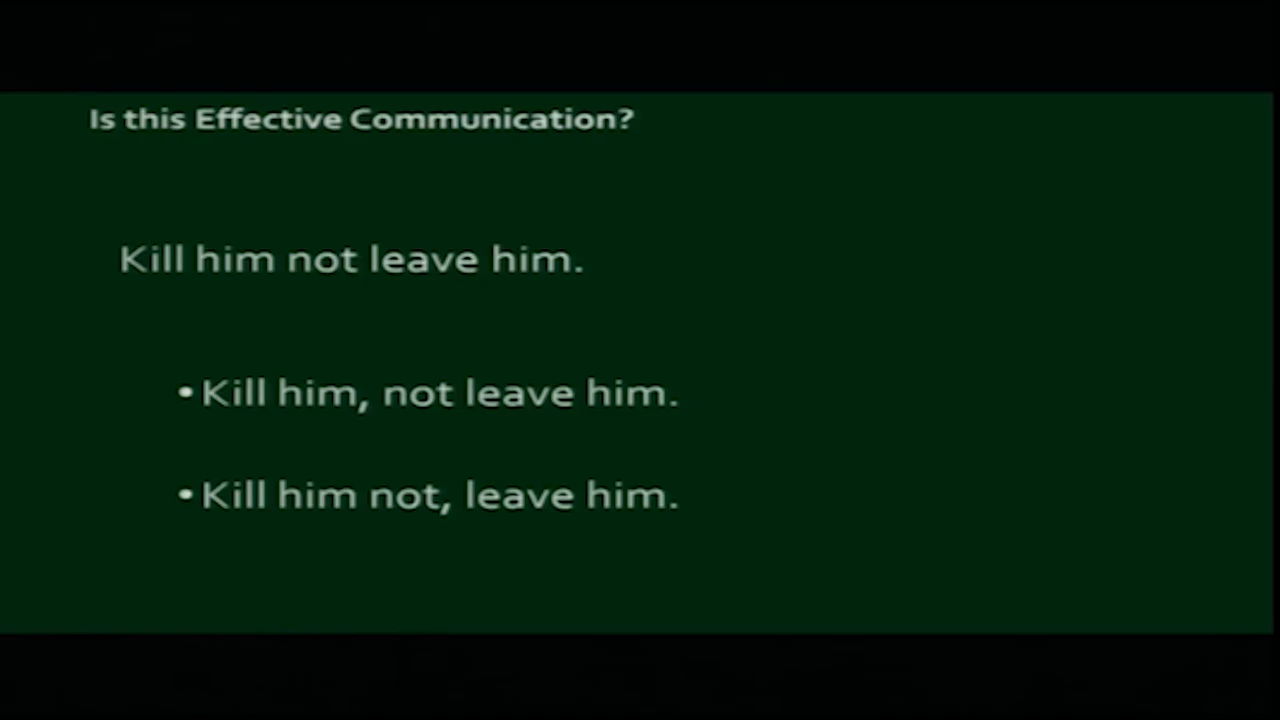 Is this Effective Communication?
Kill him not leave him.
•Kill him, not leave him.
•Kill him not, leave him.